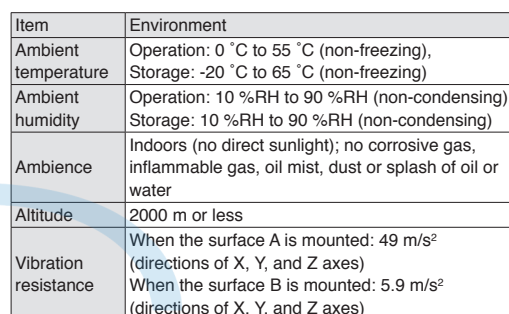 Item Environment
Ambient temperature Operation: 0 ˚C to 55 ˚C (non-freezing),
Storage: -20 ˚C to 65 ˚C (non-freezing)
Ambient humidity Operation: 10 %RH to 90 %RH (non-condensing)
Storage: 10 %RH to 90 %RH (non-condensing)
Ambience Indoors (no direct sunlight); no corrosive gas,
inflammable gas, oil mist, dust or splash of oil or
water
Altitude 2000 m or less
Vibration resistance When the surface A is mounted: 49 m/s²
(directions of X, Y, and Z axes)
When the surface B is mounted: 5.9 m/s²
(directions of X, Y, and Z axes)